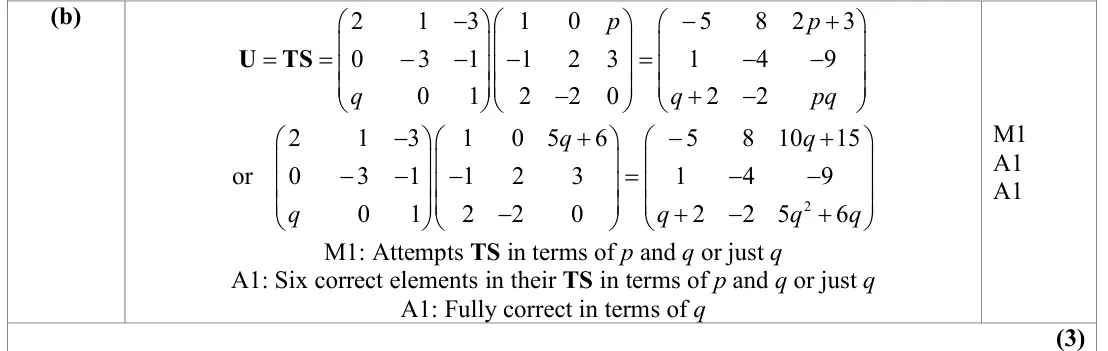 (b)
U = TS = ( 2 1 −3 ; 0 −3 −1 ; q 0 1 ) ( 1 0 p ; −1 2 3 ; 2 −2 0 ) = ( −5 8 2p+3 ; 1 −4 −9 ; q+2 −2 pq )
or ( 2 1 −3 ; 0 −3 −1 ; q 0 1 ) ( 1 0 5q+6 ; −1 2 3 ; 2 −2 0 ) = ( −5 8 10q+15 ; 1 −4 −9 ; q+2 −2 5q²+6q )
M1
A1
A1
M1: Attempts TS in terms of p and q or just q
A1: Six correct elements in their TS in terms of p and q or just q
A1: Fully correct in terms of q
(3)